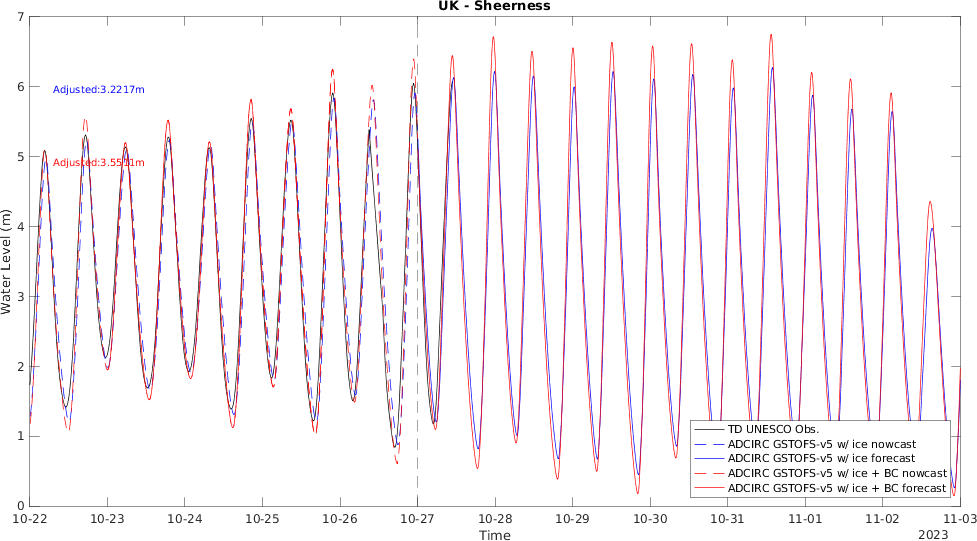 UK - Sheerness
7
6
5
4
3
2
1
0
Water Level (m)
Adjusted:3.2217m
Adjusted:3.5511m
TD UNESCO Obs.
ADCIRC GSTOFS-v5 w/ ice nowcast
ADCIRC GSTOFS-v5 w/ ice forecast
ADCIRC GSTOFS-v5 w/ ice + BC nowcast
ADCIRC GSTOFS-v5 w/ ice + BC forecast
10-22 10-23 10-24 10-25 10-26 10-27 10-28 10-29 10-30 10-31 11-01 11-02 11-03
Time
2023